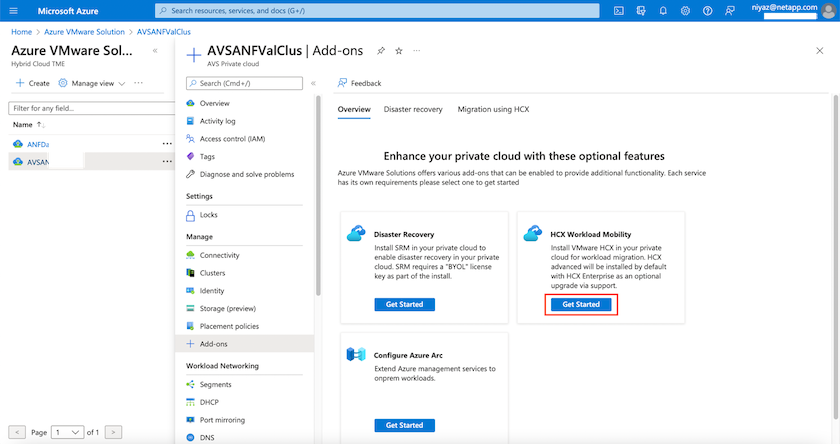 Microsoft Azure
Search resources, services, and docs (G+/)
niyaz@netapp.com
Home > Azure VMware Solution > AVSANFValClus
Azure VMware Sol... «
Hybrid Cloud TME
+ Create
Manage view
...
Filter for any field...
Name ↑↓
ANFDa
...
AVSAN
...
< Page 1 of 1 >
AVSANFValClus | Add-ons
...
AVS Private cloud
Search (Cmd+/)
«
Overview
Activity log
Access control (IAM)
Tags
Diagnose and solve problems
Settings
Locks
Manage
Connectivity
Clusters
Identity
Storage (preview)
Placement policies
Add-ons
Workload Networking
Segments
DHCP
Port mirroring
DNS
Feedback
Overview
Disaster recovery
Migration using HCX
Enhance your private cloud with these optional features
Azure VMware Solutions offers various add-ons that can be enabled to provide additional functionality. Each service
has its own requirements please select one to get started
Disaster Recovery
Install SRM in your private cloud to
enable disaster recovery in your private
cloud. SRM requires a "BYOL" license
key as part of the install.
Get Started
HCX Workload Mobility
Install VMware HCX in your private
cloud for workload migration. HCX
advanced will be installed by default
with HCX Enterprise as an optional
upgrade via support.
Get Started
Configure Azure Arc
Extend Azure management services to
onprem workloads.
Get Started